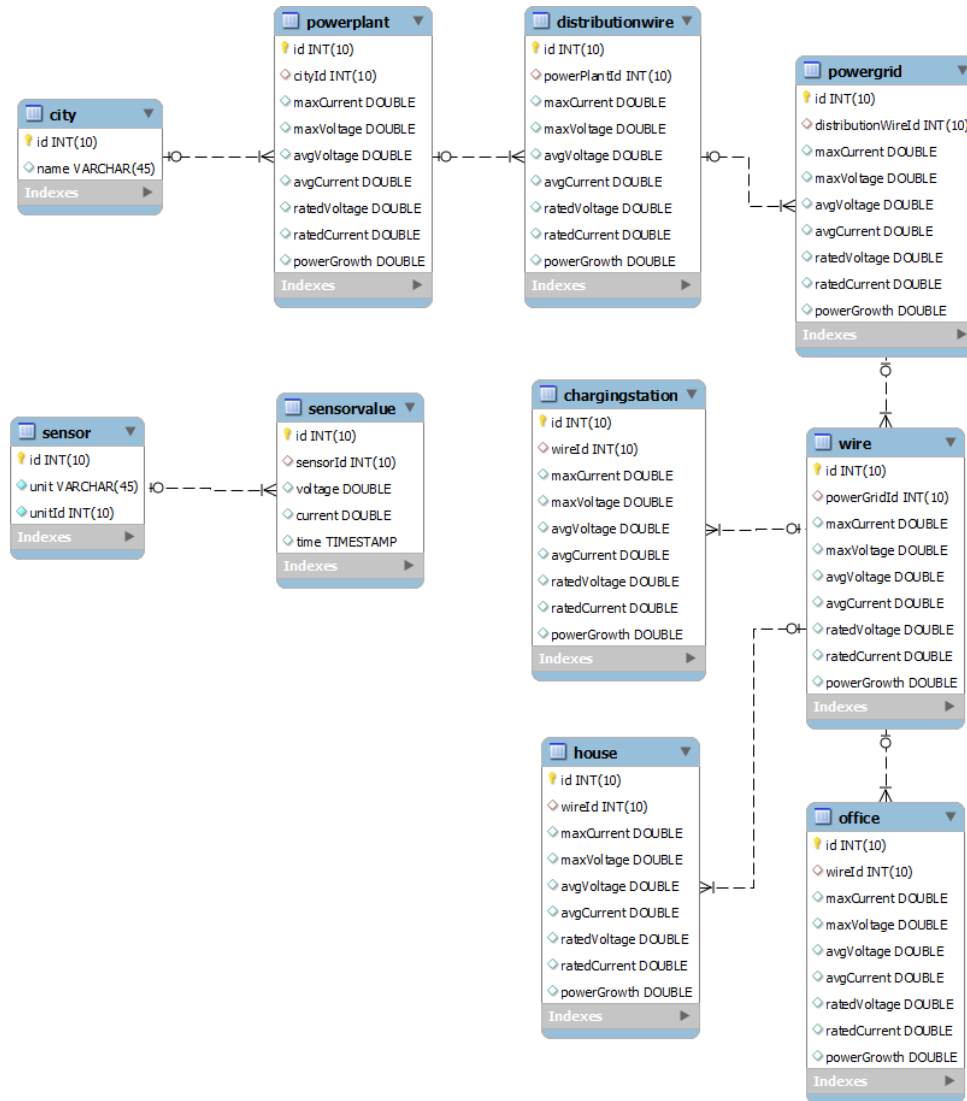 powerplant
id INT(10)
cityId INT(10)
maxCurrent DOUBLE
maxVoltage DOUBLE
avgVoltage DOUBLE
avgCurrent DOUBLE
ratedVoltage DOUBLE
ratedCurrent DOUBLE
powerGrowth DOUBLE
Indexes
distributionwire
id INT(10)
powerPlantId INT(10)
maxCurrent DOUBLE
maxVoltage DOUBLE
avgVoltage DOUBLE
avgCurrent DOUBLE
ratedVoltage DOUBLE
ratedCurrent DOUBLE
powerGrowth DOUBLE
Indexes
powergrid
id INT(10)
distributionWireId INT(10)
maxCurrent DOUBLE
maxVoltage DOUBLE
avgVoltage DOUBLE
avgCurrent DOUBLE
ratedVoltage DOUBLE
ratedCurrent DOUBLE
powerGrowth DOUBLE
Indexes
city
id INT(10)
name VARCHAR(45)
Indexes
sensor
id INT(10)
unit VARCHAR(45)
unitId INT(10)
Indexes
sensorvalue
id INT(10)
sensorId INT(10)
voltage DOUBLE
current DOUBLE
time TIMESTAMP
Indexes
chargingstation
id INT(10)
wireId INT(10)
maxCurrent DOUBLE
maxVoltage DOUBLE
avgVoltage DOUBLE
avgCurrent DOUBLE
ratedVoltage DOUBLE
ratedCurrent DOUBLE
powerGrowth DOUBLE
Indexes
wire
id INT(10)
powerGridId INT(10)
maxCurrent DOUBLE
maxVoltage DOUBLE
avgVoltage DOUBLE
avgCurrent DOUBLE
ratedVoltage DOUBLE
ratedCurrent DOUBLE
powerGrowth DOUBLE
Indexes
house
id INT(10)
wireId INT(10)
maxCurrent DOUBLE
maxVoltage DOUBLE
avgVoltage DOUBLE
avgCurrent DOUBLE
ratedVoltage DOUBLE
ratedCurrent DOUBLE
powerGrowth DOUBLE
Indexes
office
id INT(10)
wireId INT(10)
maxCurrent DOUBLE
maxVoltage DOUBLE
avgVoltage DOUBLE
avgCurrent DOUBLE
ratedVoltage DOUBLE
ratedCurrent DOUBLE
powerGrowth DOUBLE
Indexes